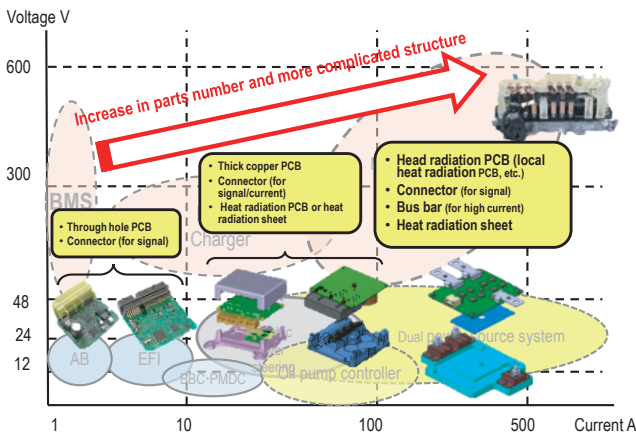 Voltage V
600
300
48
24
12
1
10
100
500
Current A
Increase in parts number and more complicated structure
BMS
Charger
• Through hole PCB
• Connector (for signal)
• Thick copper PCB
• Connector (for
signal/current)
• Heat radiation PCB or heat
radiation sheet
• Head radiation PCB (local
heat radiation PCB, etc.)
• Connector (for signal)
• Bus bar (for high current)
• Heat radiation sheet
AB
EFI
EBC·PMDC
steering
Oil pump controller
Dual power source system